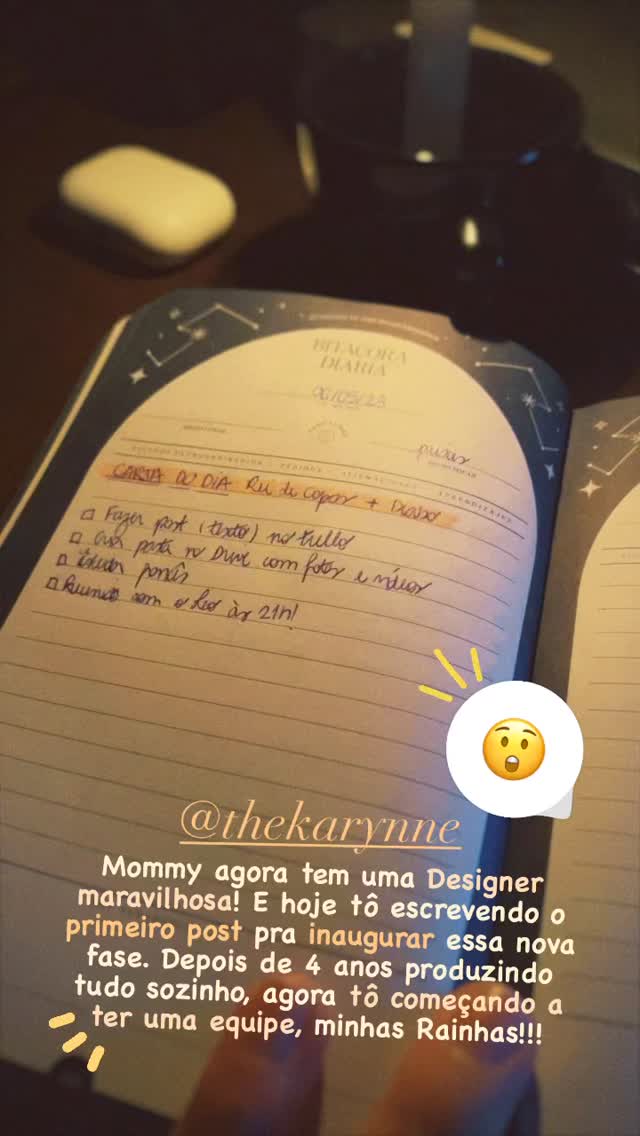 BITÁCORA
DIARIA
06/05/23
piscar
CARTA DO DIA Rei de Copas + Diabo
Fazer post (texto) no trello
Criar pasta no Drive com fotos e vídeos
Reunião com o Leo às 21h!
@thekarynne
Mommy agora tem uma Designer
maravilhosa! E hoje tô escrevendo o
primeiro post pra inaugurar essa nova
fase. Depois de 4 anos produzindo
tudo sozinho, agora tô começando a
ter uma equipe, minhas Rainhas!!!